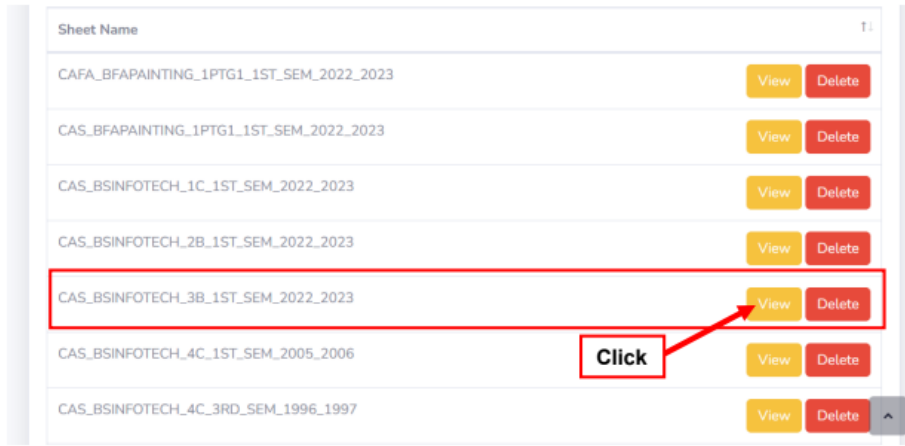 Sheet Name
CAFA_BFAPAINTING_1PTG1_1ST_SEM_2022_2023 View Delete
CAS_BFAPAINTING_1PTG1_1ST_SEM_2022_2023 View Delete
CAS_BSINFOTECH_1C_1ST_SEM_2022_2023 View Delete
CAS_BSINFOTECH_2B_1ST_SEM_2022_2023 View Delete
CAS_BSINFOTECH_3B_1ST_SEM_2022_2023 View Delete
Click
CAS_BSINFOTECH_4C_1ST_SEM_2005_2006 View Delete
CAS_BSINFOTECH_4C_3RD_SEM_1996_1997 View Delete